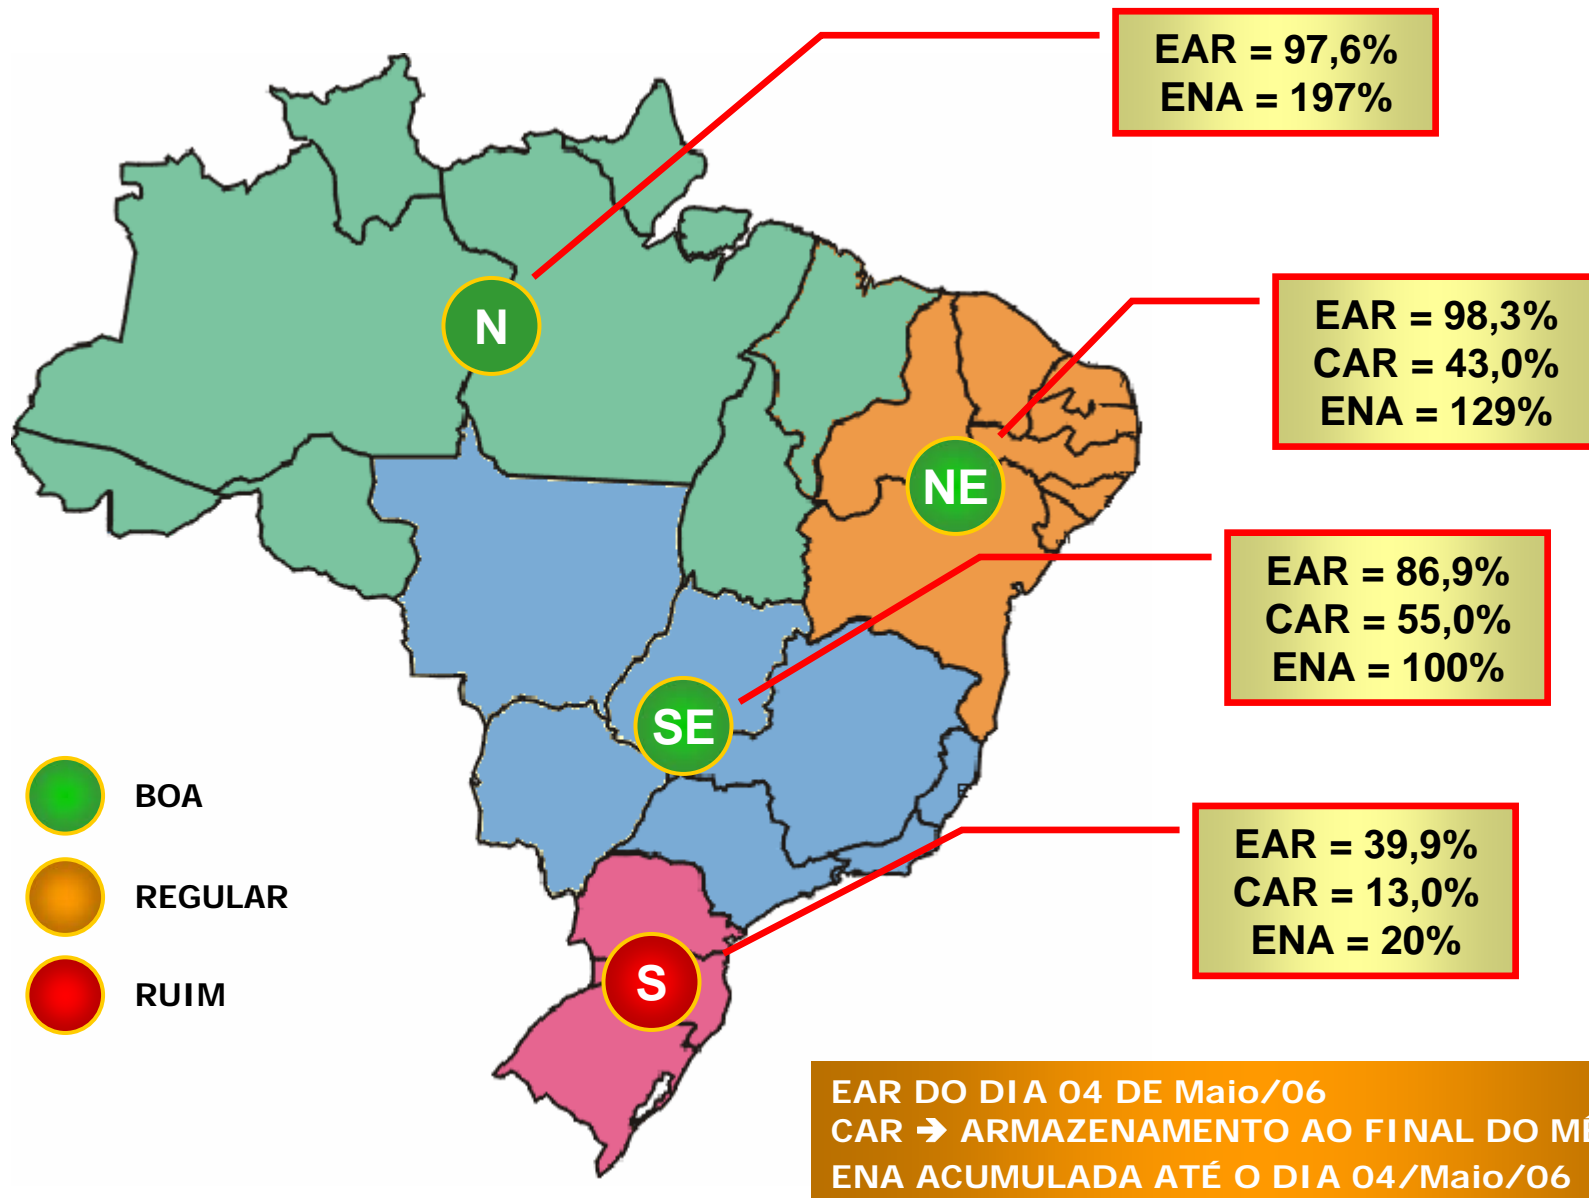 EAR = 97,6%
ENA = 197%
N
EAR = 98,3%
CAR = 43,0%
ENA = 129%
NE
EAR = 86,9%
CAR = 55,0%
ENA = 100%
SE
BOA
REGULAR
RUIM
E
EAR = 39,9%
CAR = 13,0%
ENA = 20%
S
EAR DO DIA 04 DE Maio/06
CAR ➔ ARMAZENAMENTO AO FINAL DO
ENA ACUMULADA ATÉ O DIA 04/Maio/06